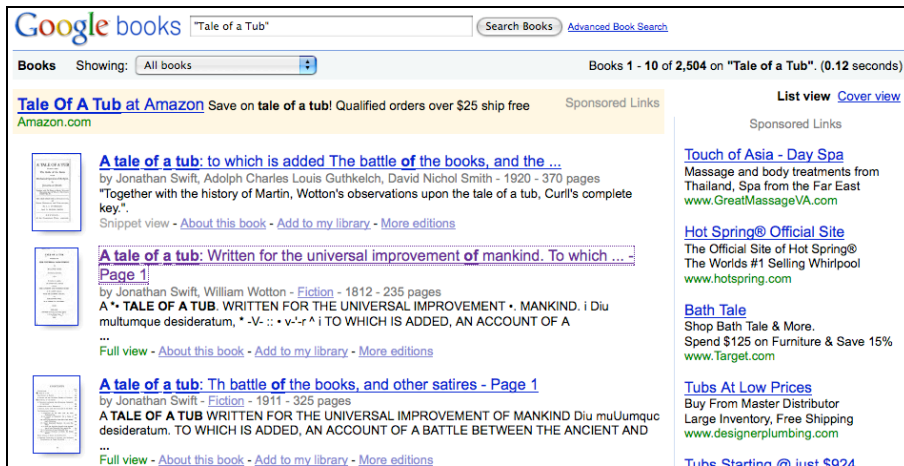 Google books "Tale of a Tub" Search Books Advanced Book Search
Books Showing: All books Books 1 - 10 of 2,504 on "Tale of a Tub". (0.12 seconds)
List view Cover view
Tale Of A Tub at Amazon Save on tale of a tub! Qualified orders over $25 ship free Sponsored Links
Amazon.com
A tale of a tub: to which is added The battle of the books, and the ...
by Jonathan Swift, Adolph Charles Louis Guthkelch, David Nichol Smith - 1920 - 370 pages
"Together with the history of Martin, Wotton's observations upon the tale of a tub, Curll's complete
key.".
Snippet view - About this book - Add to my library - More editions
A tale of a tub: Written for the universal improvement of mankind. To which ... -
Page 1
by Jonathan Swift, William Wotton - Fiction - 1812 - 235 pages
A *• TALE OF A TUB. WRITTEN FOR THE UNIVERSAL IMPROVEMENT •. MANKIND. i Diu
multumque desideratum, * -V- :: • v-'-r ^ i TO WHICH IS ADDED, AN ACCOUNT OF A
...
Full view - About this book - Add to my library - More editions
A tale of a tub: Th battle of the books, and other satires - Page 1
by Jonathan Swift - Fiction - 1911 - 325 pages
A TALE OF A TUB WRITTEN FOR THE UNIVERSAL IMPROVEMENT OF MANKIND Diu muUumquc
desideratum. TO WHICH IS ADDED, AN ACCOUNT OF A BATTLE BETWEEN THE ANCIENT AND
...
Full view - About this book - Add to my library - More editions
Sponsored Links
Touch of Asia - Day Spa
Massage and body treatments from
Thailand, Spa from the Far East
www.GreatMassageVA.com
Hot Spring® Official Site
The Official Site of Hot Spring®
The Worlds #1 Selling Whirlpool
www.hotspring.com
Bath Tale
Shop Bath Tale & More.
Spend $125 on Furniture & Save 15%
www.Target.com
Tubs At Low Prices
Buy From Master Distributor
Large Inventory, Free Shipping
www.designerplumbing.com
Tubs Starting @ just $924